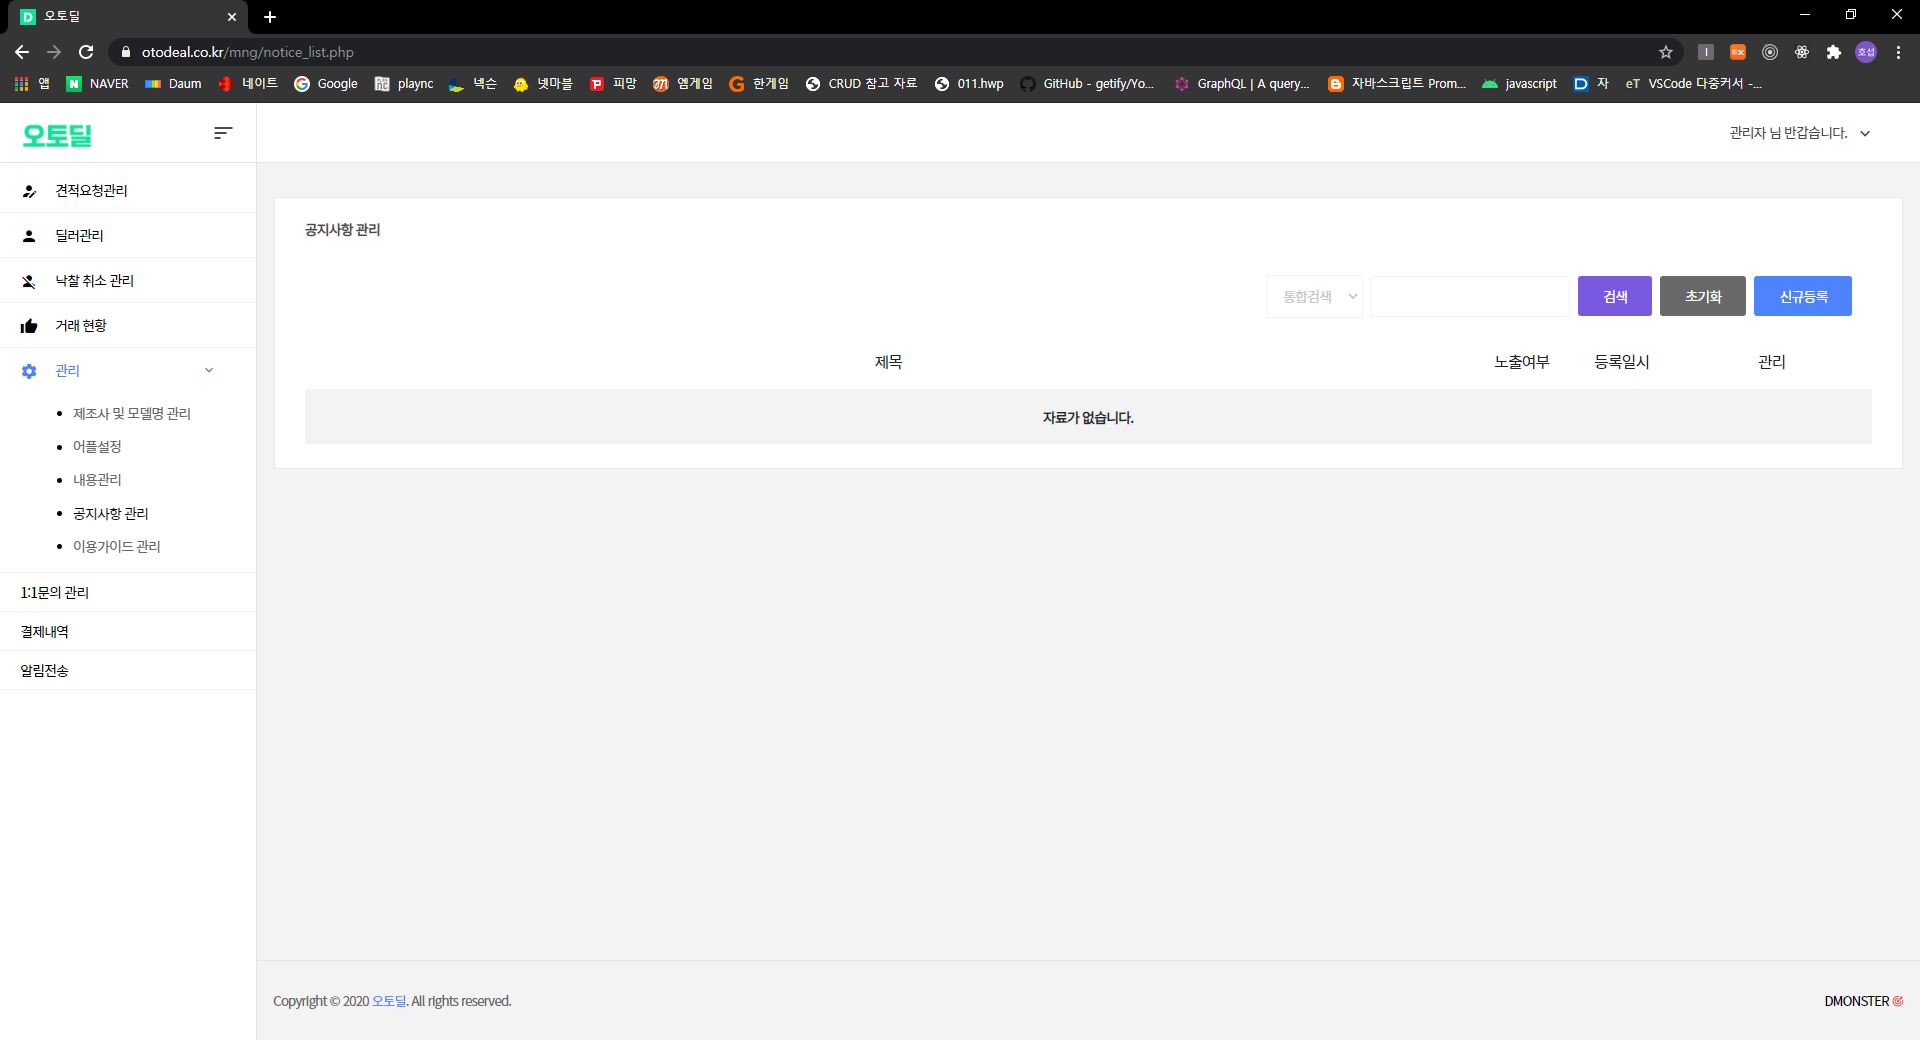 오토딜
otodeal.co.kr/mng/notice_list.php
앱 NAVER Daum 네이트 Google plaync 넥슨 넷마블 피망 엠게임 한게임 CRUD 참고 자료 011.hwp GitHub - getify/Yo... GraphQL | A query... 자바스크립트 Prom... javascript 자 VSCode 다중커서 -...
오토딜
관리자 님 반갑습니다.
견적요청관리
딜러관리
낙찰 취소 관리
거래 현황
관리
제조사 및 모델명 관리
어플설정
내용관리
공지사항 관리
이용가이드 관리
1:1문의 관리
결제내역
알림전송
공지사항 관리
통합검색 검색 초기화 신규등록
제목 노출여부 등록일시 관리
자료가 없습니다.
Copyright © 2020 오토딜. All rights reserved.
DMONSTER